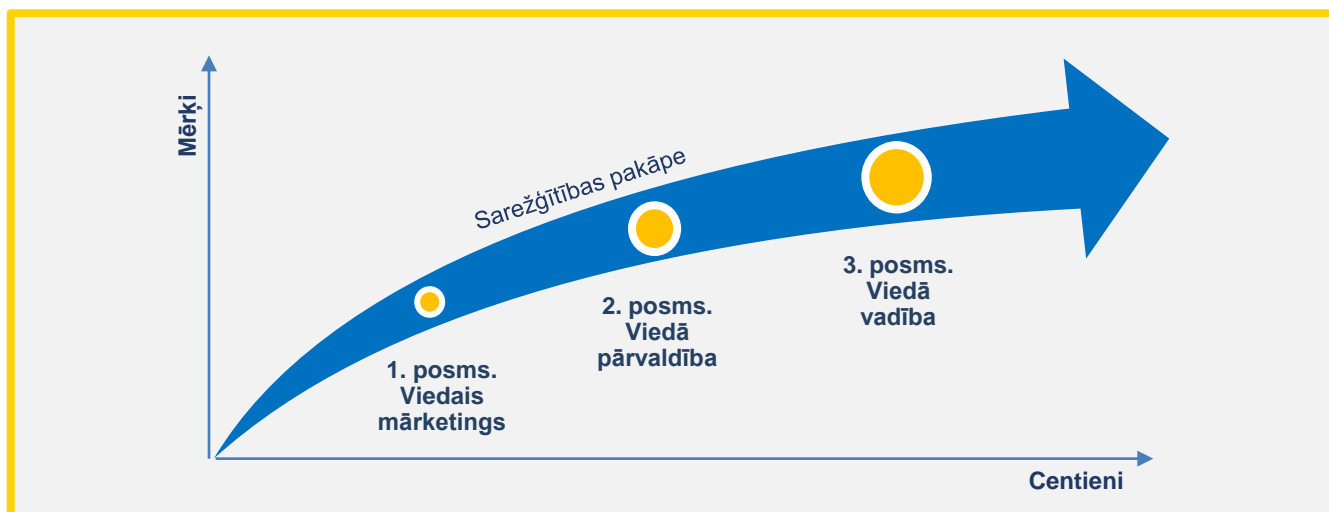 Mērķi
Sarežģītības pakāpe
1. posms.
Viedais
mārketings
2. posms.
Viedā
pārvaldība
3. posms.
Viedā
vadība
Centieni